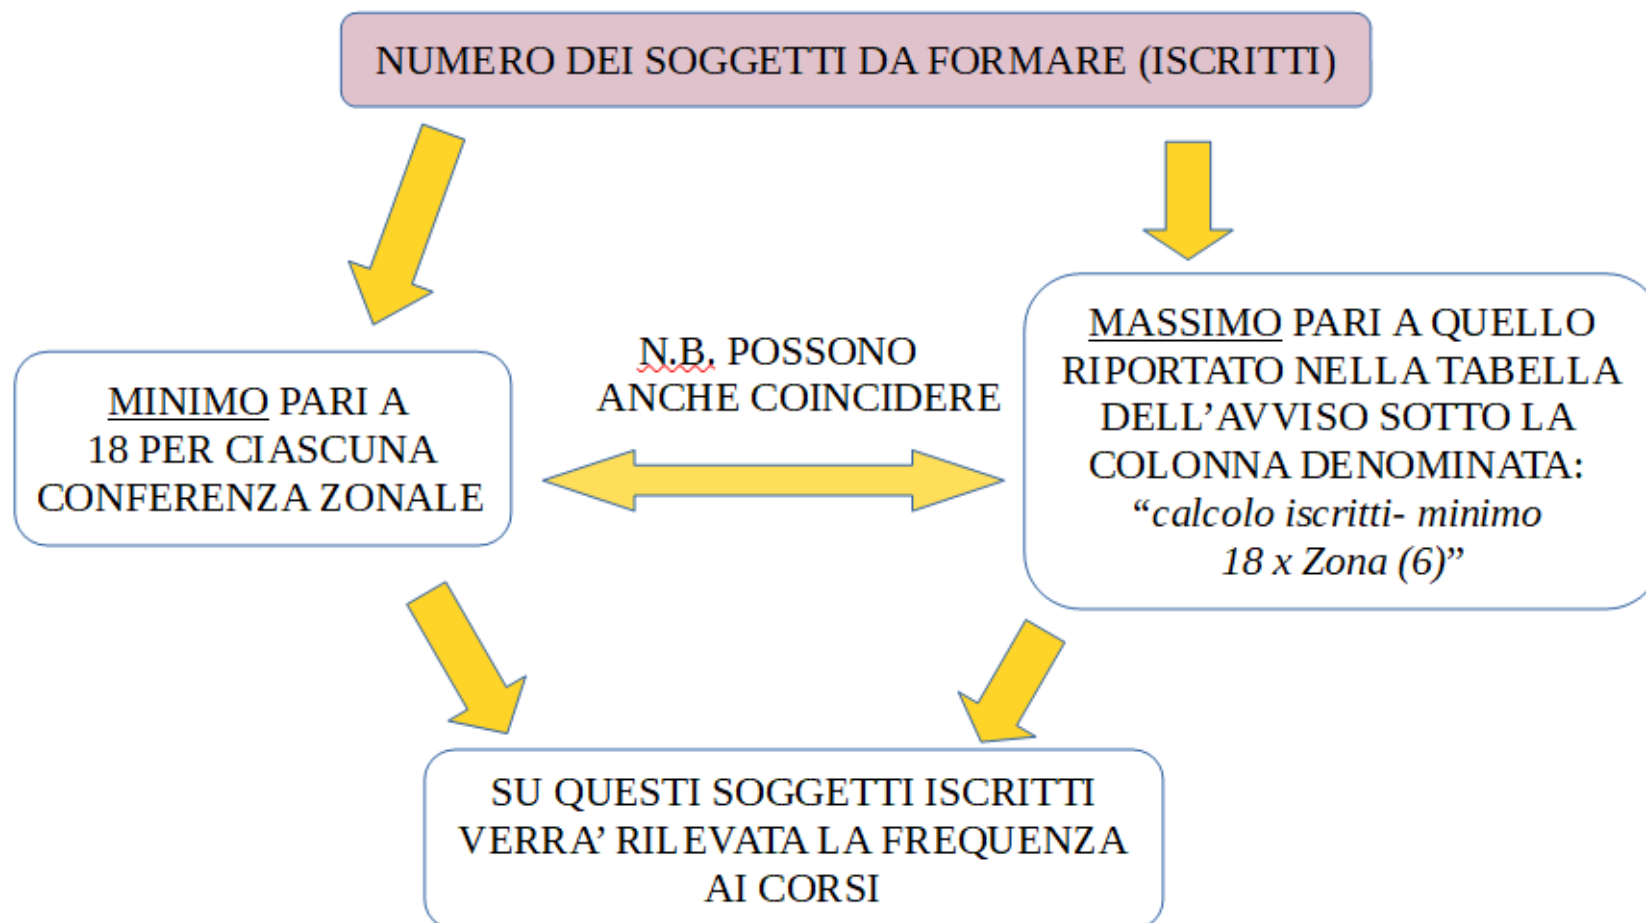 NUMERO DEI SOGGETTI DA FORMARE (ISCRITTI)
MINIMO PARI A
18 PER CIASCUNA
CONFERENZA ZONALE
N.B. POSSONO
ANCHE COINCIDERE
MASSIMO PARI A QUELLO
RIPORTATO NELLA TABELLA
DELL’AVVISO SOTTO LA
COLONNA DENOMINATA:
“calcolo iscritti- minimo
18 x Zona (6)”
SU QUESTI SOGGETTI ISCRITTI
VERRA’ RILEVATA LA FREQUENZA
AI CORSI